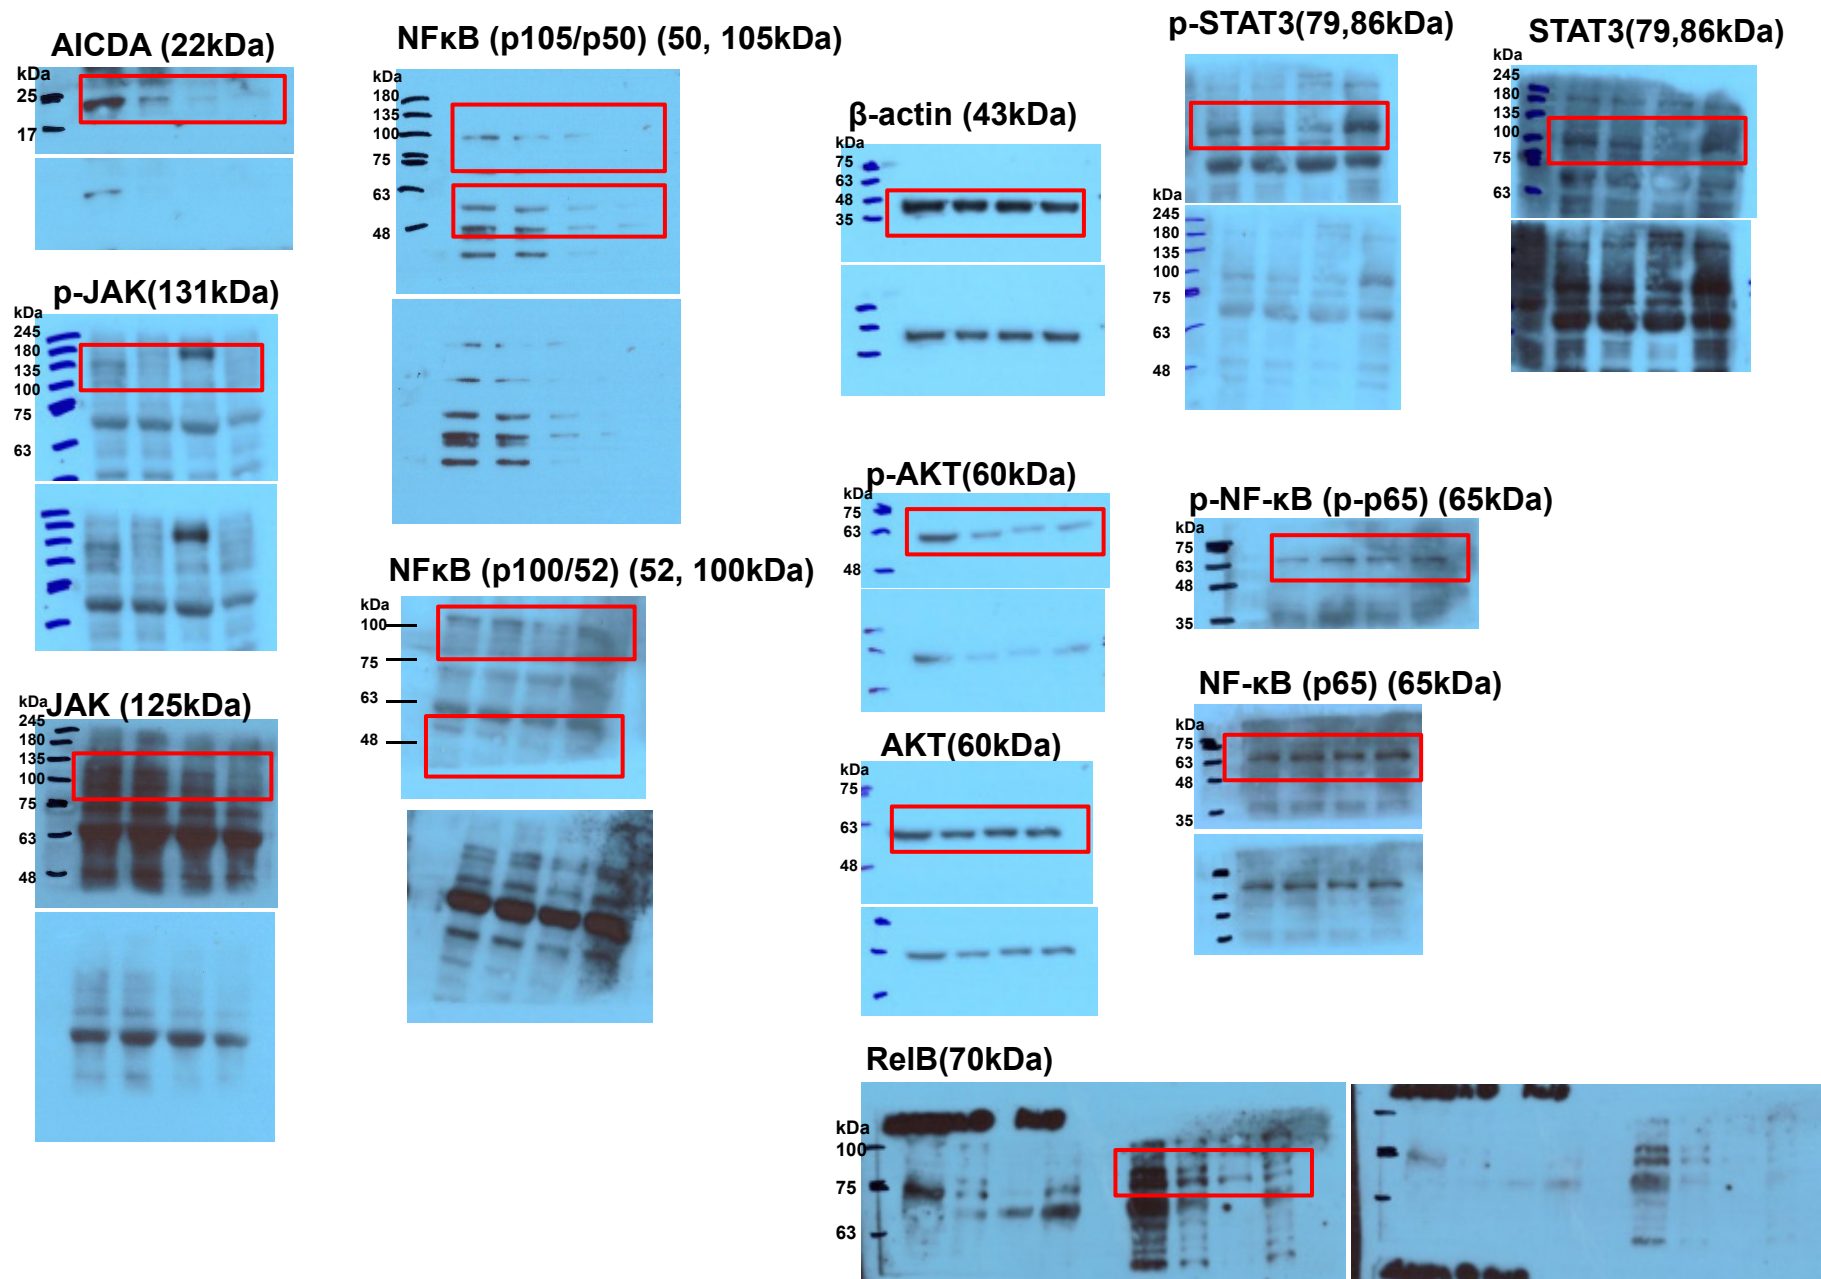 AICDA (22kDa)
kDa
25
17
p-JAK(131kDa)
kDa
245
180
135
100
75
63
JAK (125kDa)
kDa
245
180
135
100
75
63
48
NFκB (p105/p50) (50, 105kDa)
kDa
180
135
100
75
63
48
NFκB (p100/52) (52, 100kDa)
kDa
100
75
63
48
β-actin (43kDa)
kDa
75
63
48
35
p-AKT(60kDa)
kDa
75
63
48
AKT(60kDa)
kDa
75
63
48
RelB(70kDa)
kDa
100
75
63
p-STAT3(79,86kDa)
kDa
245
180
135
100
75
63
48
STAT3(79,86kDa)
kDa
245
180
135
100
75
63
p-NF-κB (p-p65) (65kDa)
kDa
75
63
48
35
NF-κB (p65) (65kDa)
kDa
75
63
48
35